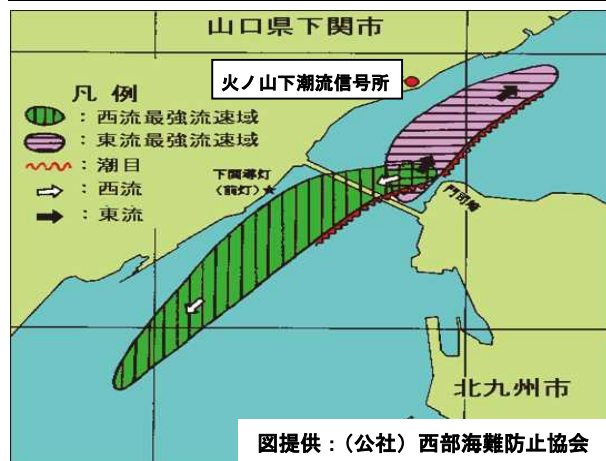 山口県下関市
火ノ山下潮流信号所
凡例
：西流最強流速域
：東流最強流速域
：潮目
：西流
：東流
下関導灯
（前灯）★
門司崎
北九州市
図提供：（公社）西部海難防止協会